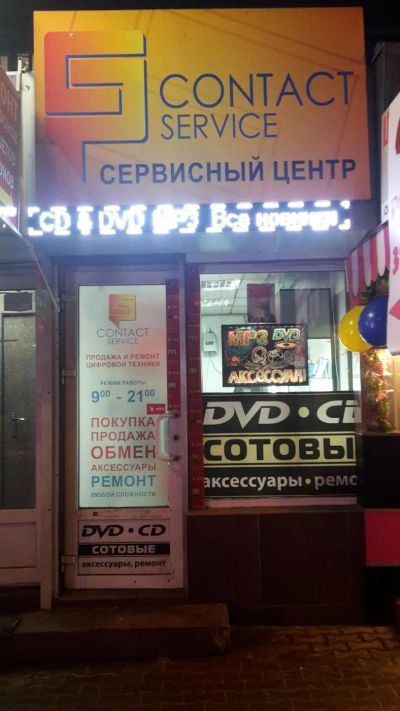 CONTACT
SERVICE
СЕРВИСНЫЙ ЦЕНТР
CD DVD MP3 Все новинки
CONTACT
SERVICE
ПРОДАЖА И РЕМОНТ
ЦИФРОВОЙ ТЕХНИКИ
РЕЖИМ РАБОТЫ
900 - 2100
ПОКУПКА
ПРОДАЖА
ОБМЕН
АКСЕССУАРЫ
РЕМОНТ
ЛЮБОЙ СЛОЖНОСТИ
DVD • CD
СОТОВЫЕ
аксессуары, ремонт
MP3 DVD
АКСЕССУАРЫ
DVD • CD
СОТОВЫЕ
аксессуары • ремо